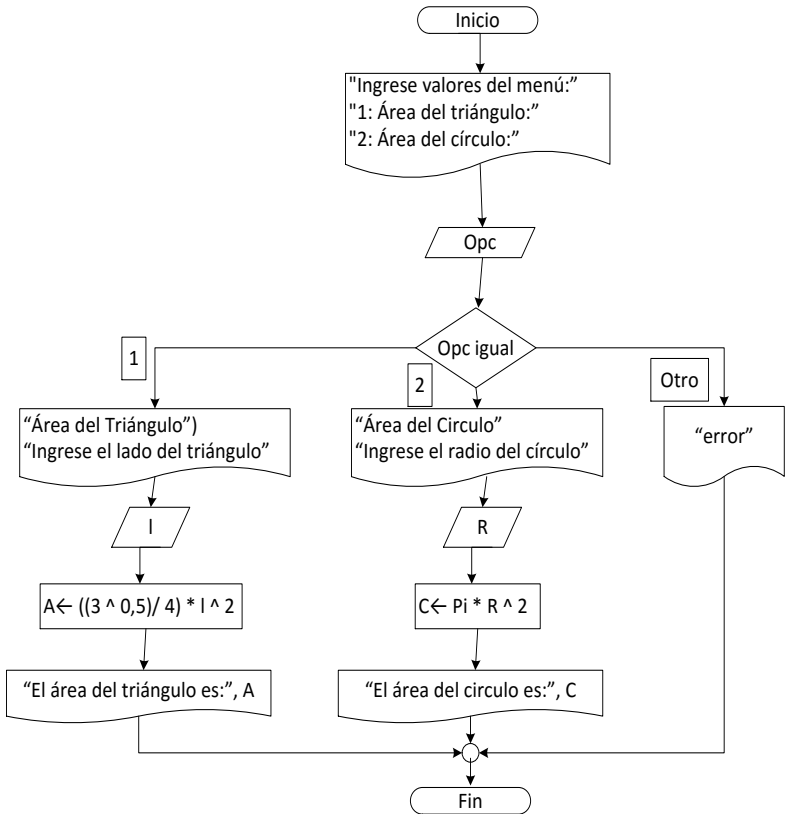 Inicio
"Ingrese valores del menú:”
"1: Área del triángulo:”
"2: Área del círculo:”
Opc
Opc igual
1
2
Otro
“Área del Triángulo”)
“Ingrese el lado del triángulo”
“Área del Circulo”
“Ingrese el radio del círculo”
“error”
l
R
A← ((3 ^ 0,5)/ 4) * l ^ 2
C← Pi * R ^ 2
“El área del triángulo es:”, A
“El área del circulo es:”, C
Fin